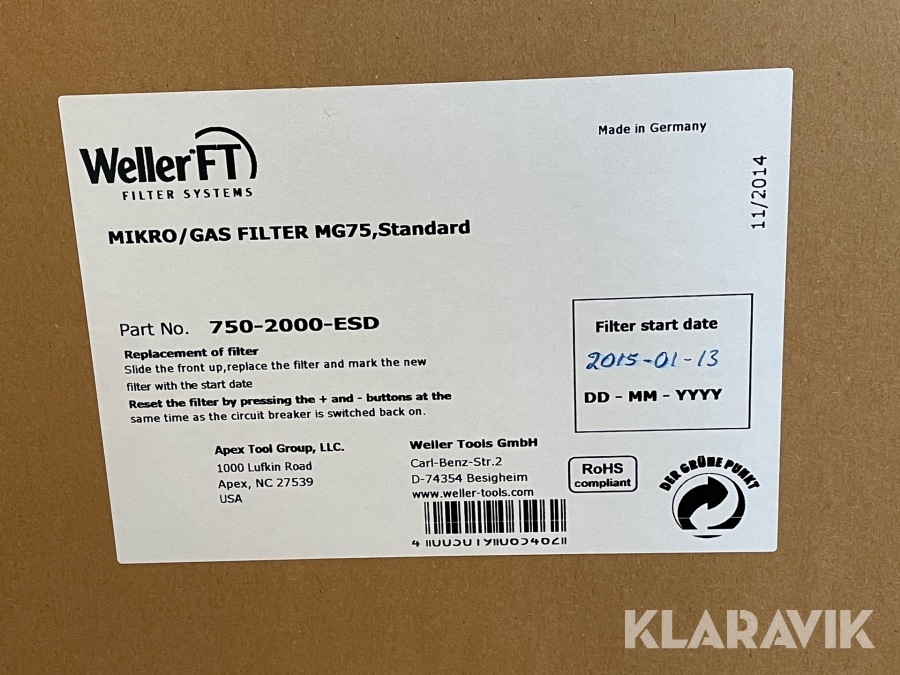 Weller FT
FILTER SYSTEMS
Made in Germany
11/2014
MIKRO/GAS FILTER MG75,Standard
Part No. 750-2000-ESD
Replacement of filter
Slide the front up,replace the filter and mark the new
filter with the start date
Reset the filter by pressing the + and - buttons at the
same time as the circuit breaker is switched back on.
Filter start date
2015-01-13
DD - MM - YYYY
Apex Tool Group, LLC.
1000 Lufkin Road
Apex, NC 27539
USA
Weller Tools GmbH
Carl-Benz-Str.2
D-74354 Besigheim
www.weller-tools.com
RoHS
compliant
DER GRÜNE PUNKT
KLARAVIK